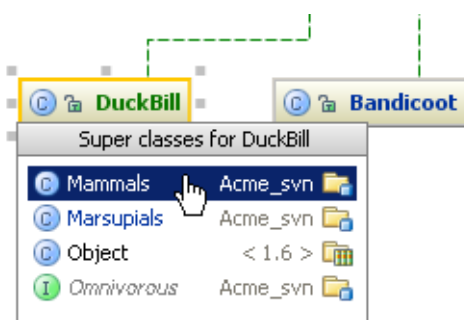 DuckBill
Bandicoot
Super classes for DuckBill
Mammals Acme_svn
Marsupials Acme_svn
Object < 1.6 >
Omnivorous Acme_svn